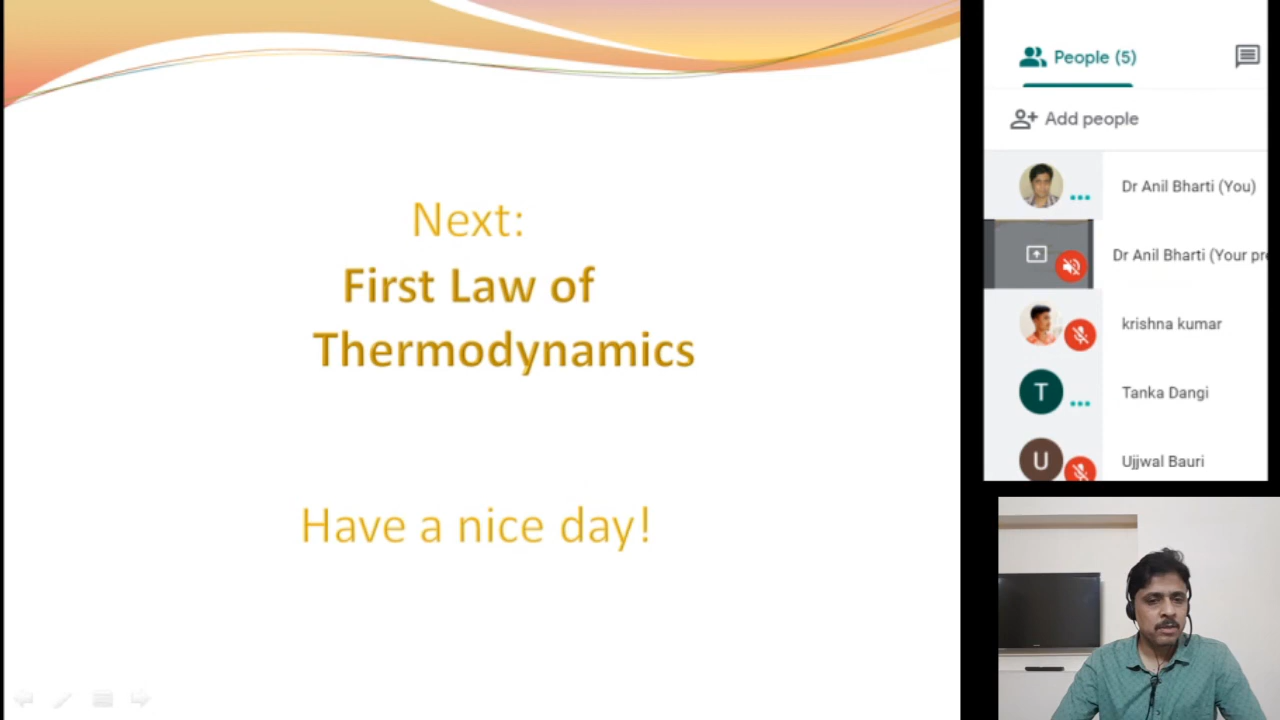 Next:
First Law of
Thermodynamics
Have a nice day!
People (5)
Add people
Dr Anil Bharti (You)
Dr Anil Bharti (Your pre
krishna kumar
T
Tanka Dangi
U
Ujjwal Bauri